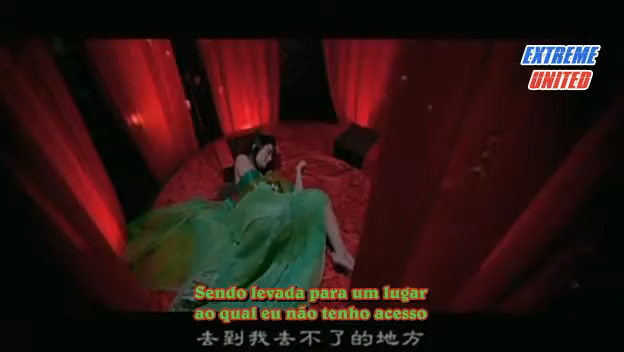 EXTREME
UNITED
Sendo levada para um lugar
ao qual eu não tenho acesso
去到我去不了的地方